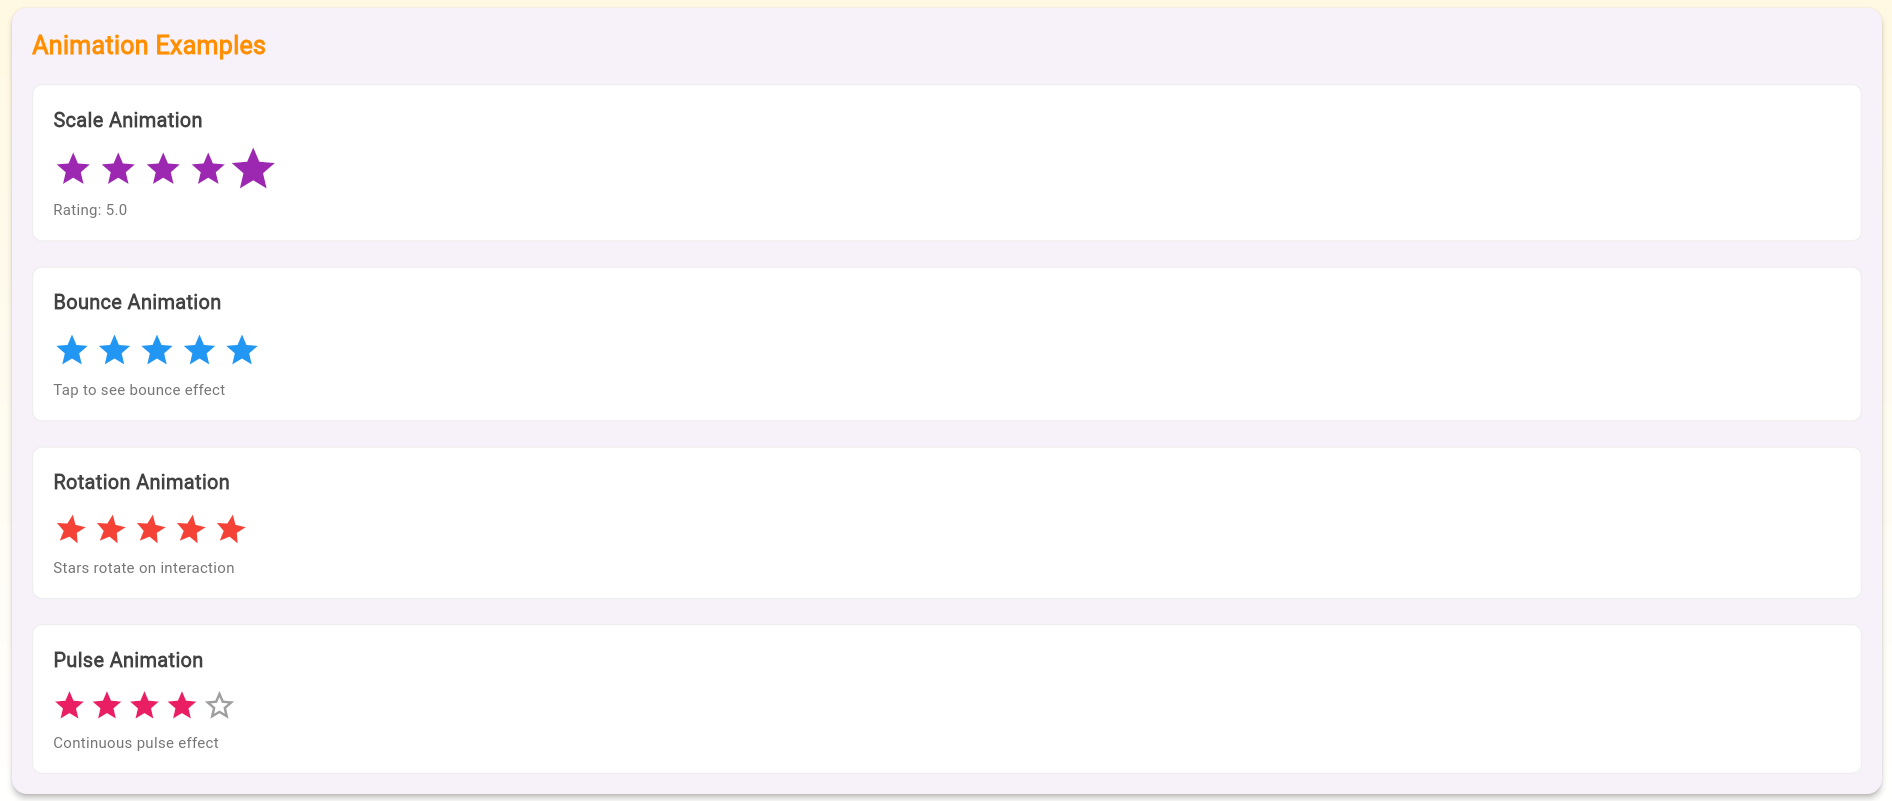 Animation Examples
Scale Animation
Rating: 5.0
Bounce Animation
Tap to see bounce effect
Rotation Animation
Stars rotate on interaction
Pulse Animation
Continuous pulse effect